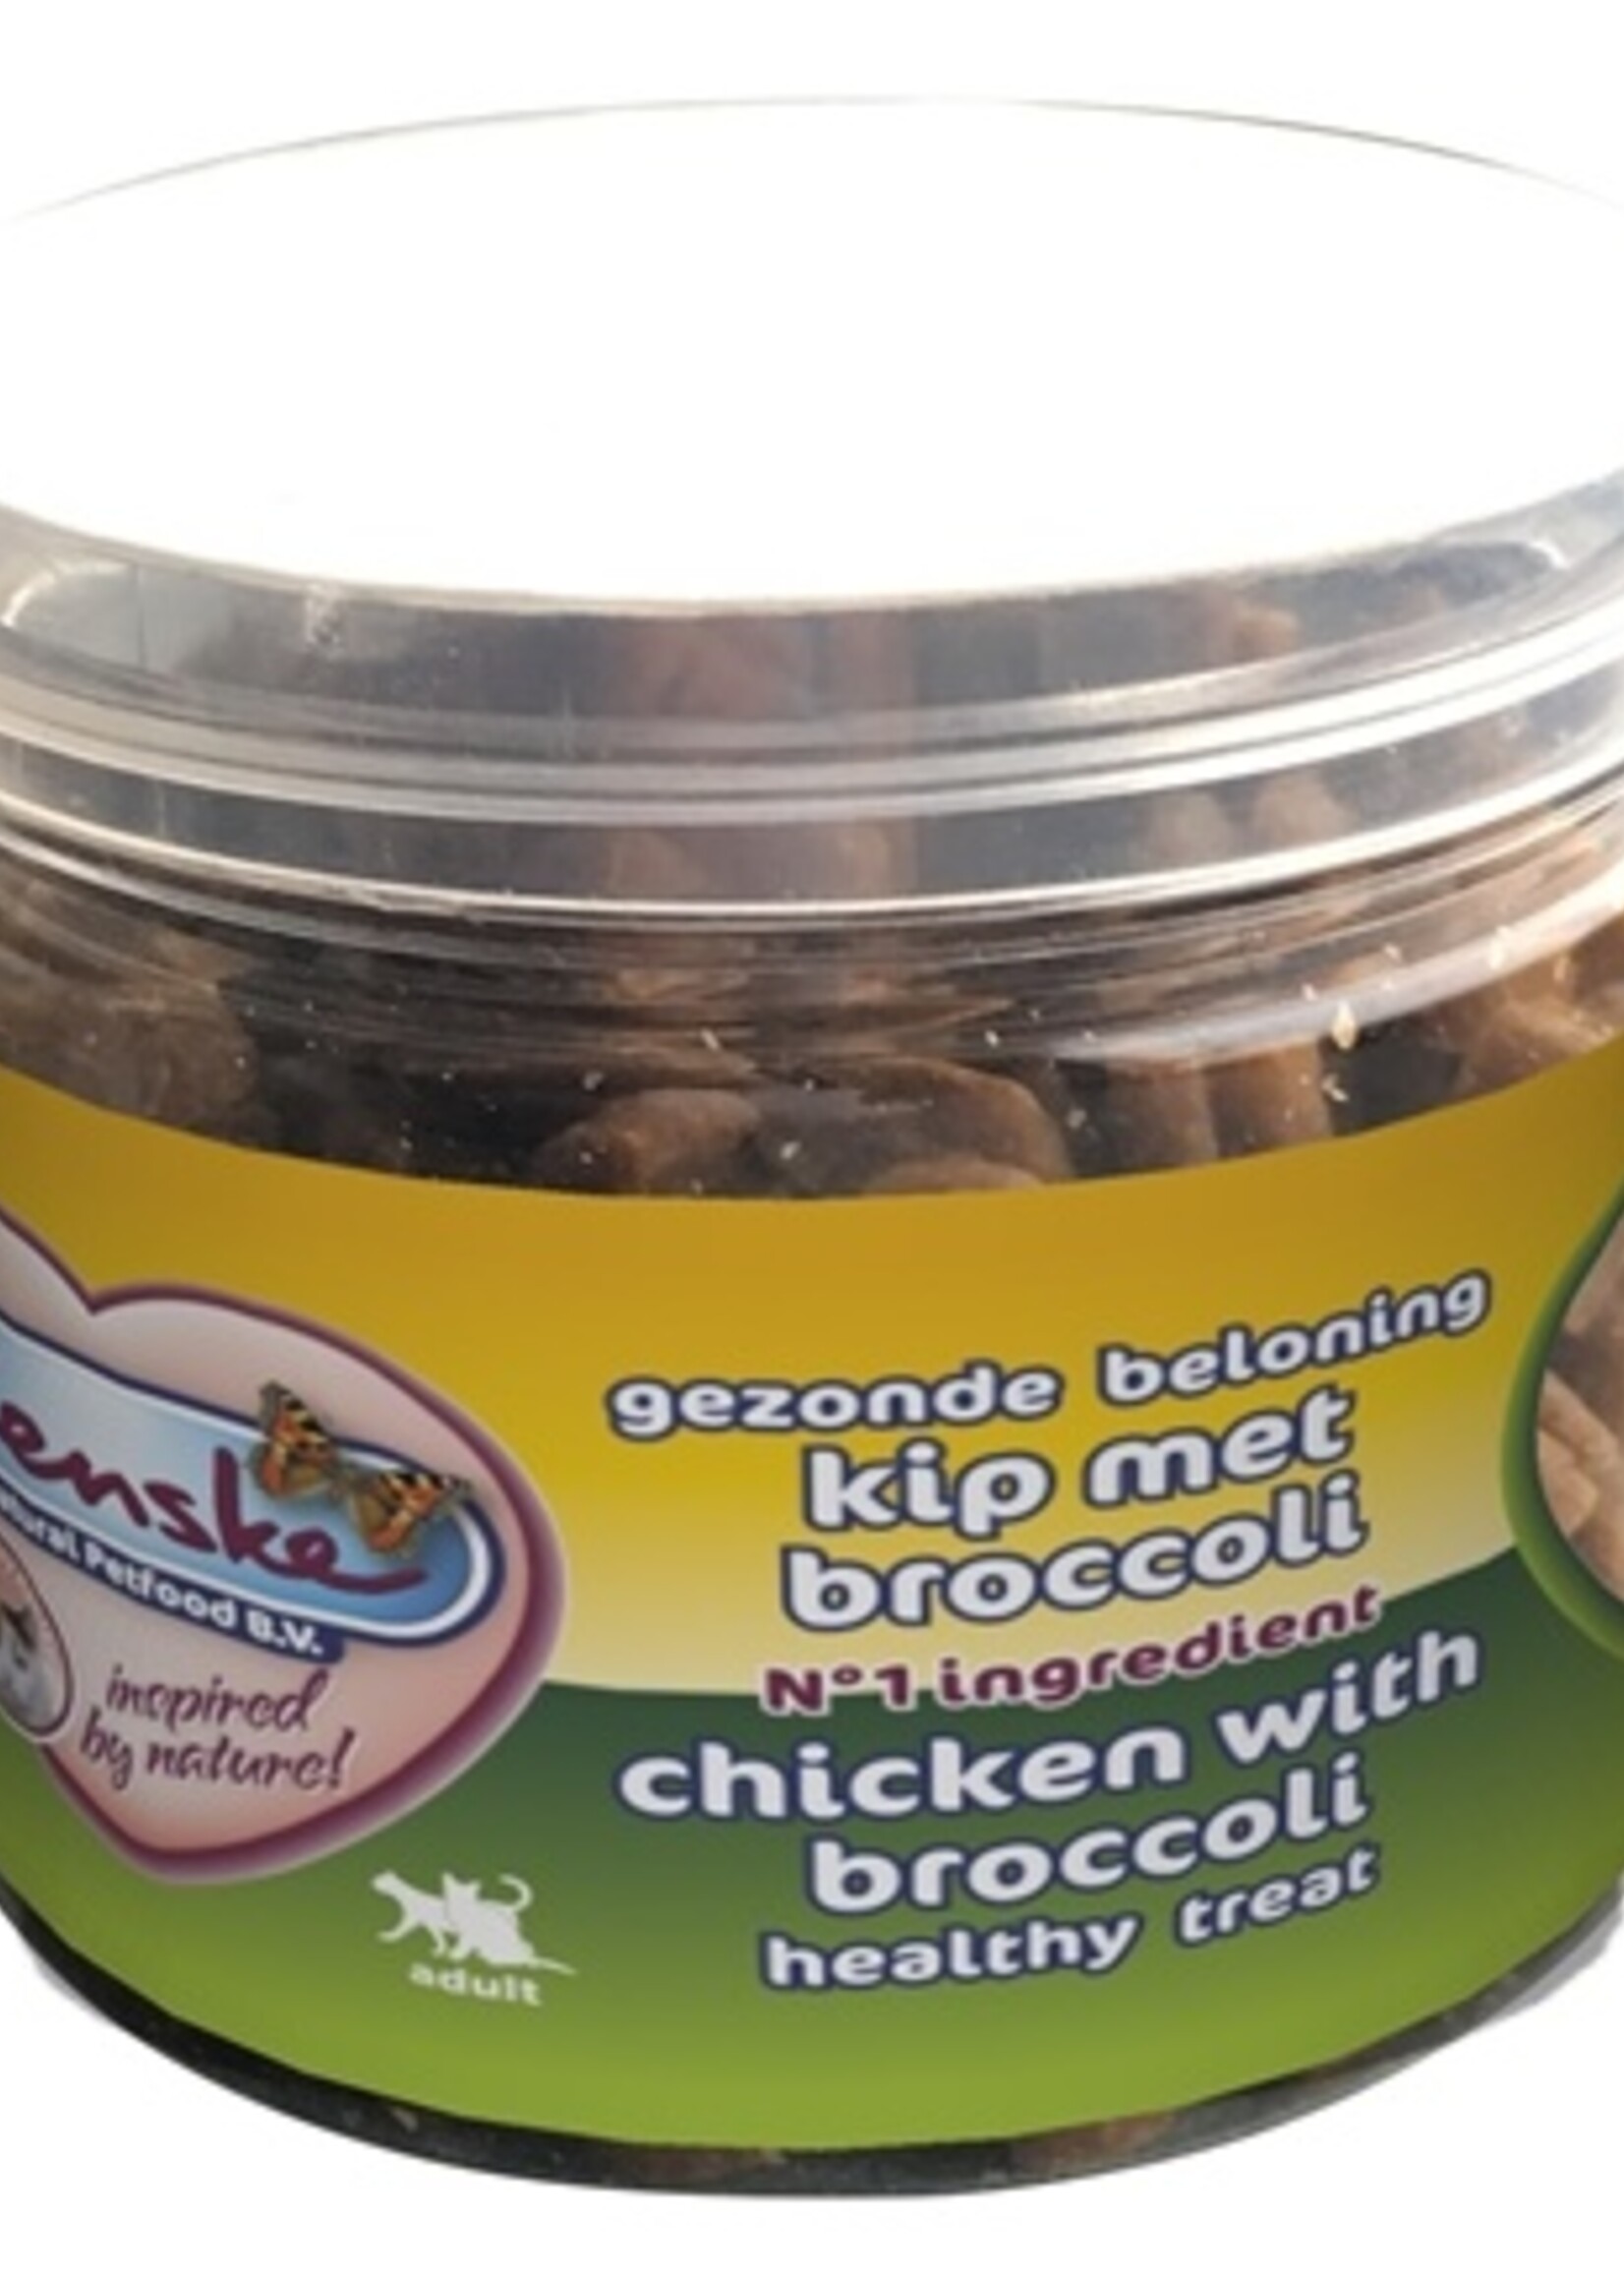 enske
tural Petfood B.V.
inspired
by nature!
gezonde beloning
kip met
broccoli
N°1 ingredient
chicken with
broccoli
healthy treat
adult